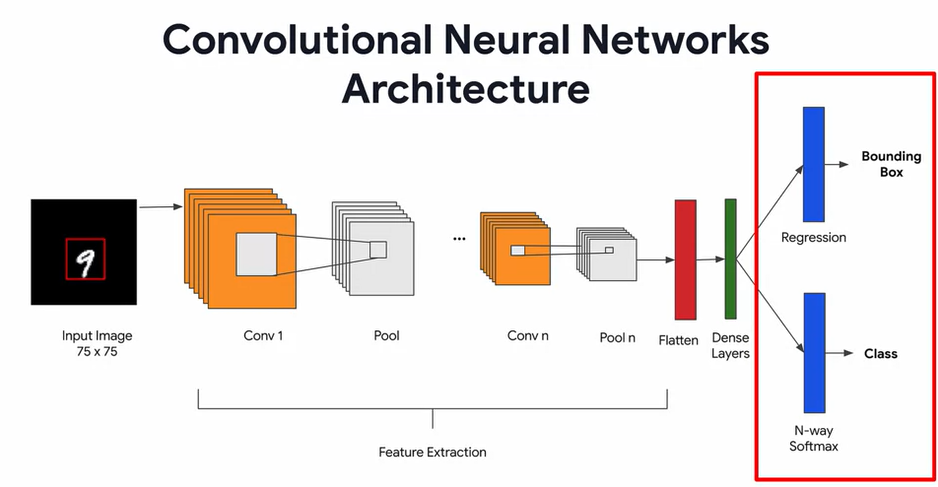 Convolutional Neural Networks
Architecture
Bounding
Box
Regression
9
Input Image
75 x 75
Conv 1
Pool
...
Conv n
Pool n
Flatten
Dense
Layers
Class
N-way
Softmax
Feature Extraction